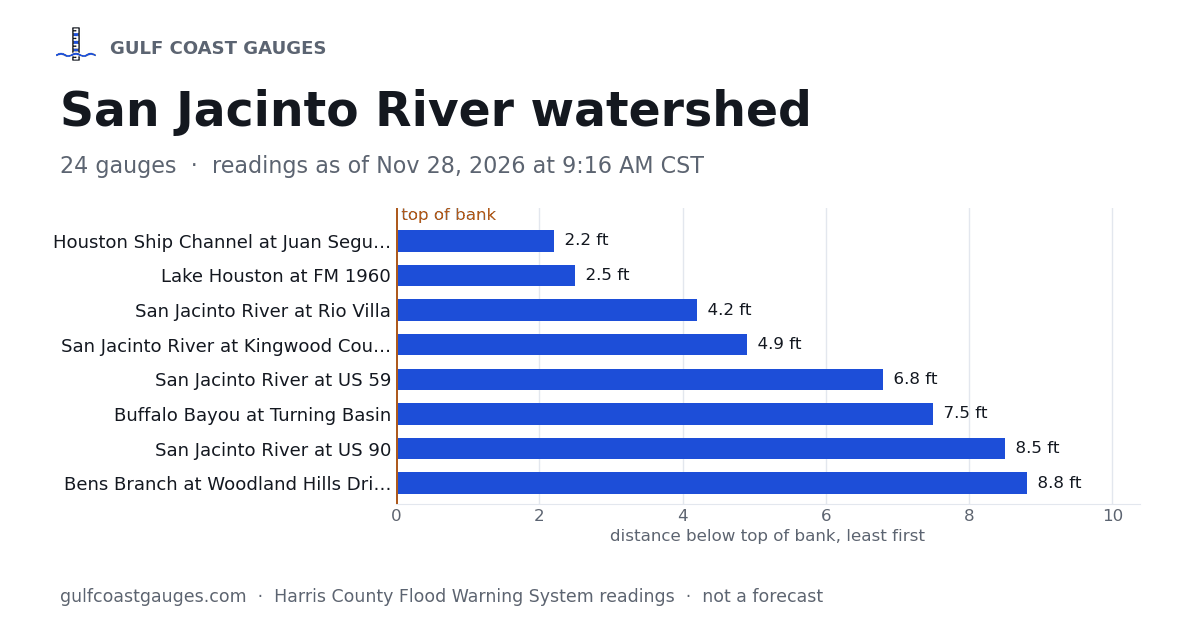 GULF COAST GAUGES
San Jacinto River watershed
24 gauges · readings as of Nov 28, 2026 at 9:16 AM CST
top of bank
Houston Ship Channel at Juan Segu… 2.2 ft
Lake Houston at FM 1960 2.5 ft
San Jacinto River at Rio Villa 4.2 ft
San Jacinto River at Kingwood Cou… 4.9 ft
San Jacinto River at US 59 6.8 ft
Buffalo Bayou at Turning Basin 7.5 ft
San Jacinto River at US 90 8.5 ft
Bens Branch at Woodland Hills Dri… 8.8 ft
0 2 4 6 8 10
distance below top of bank, least first
gulfcoastgauges.com · Harris County Flood Warning System readings · not a forecast